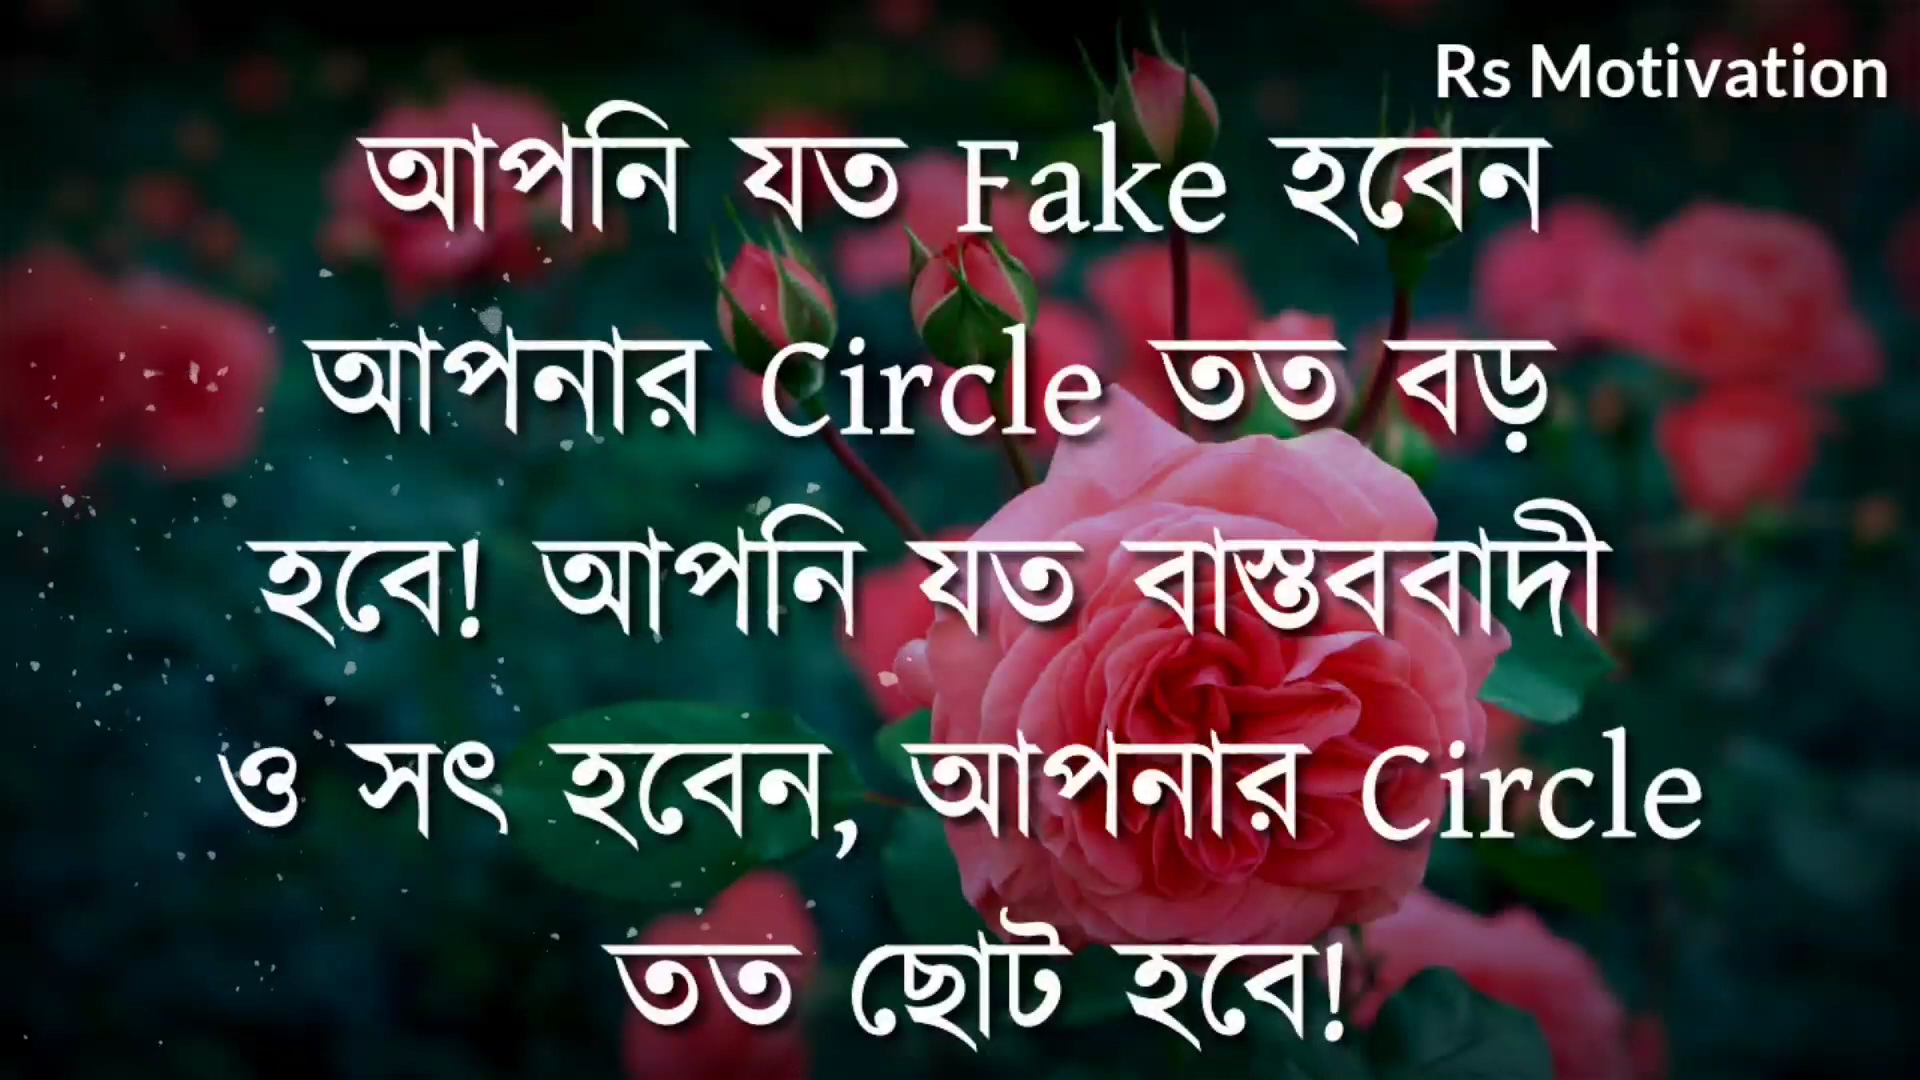 Rs Motivation
আপনি যত Fake হবেন
আপনার Circle তত বড়
হবে! আপনি যত বাস্তববাদী
ও সৎ হবেন, আপনার Circle
তত ছোট হবে!